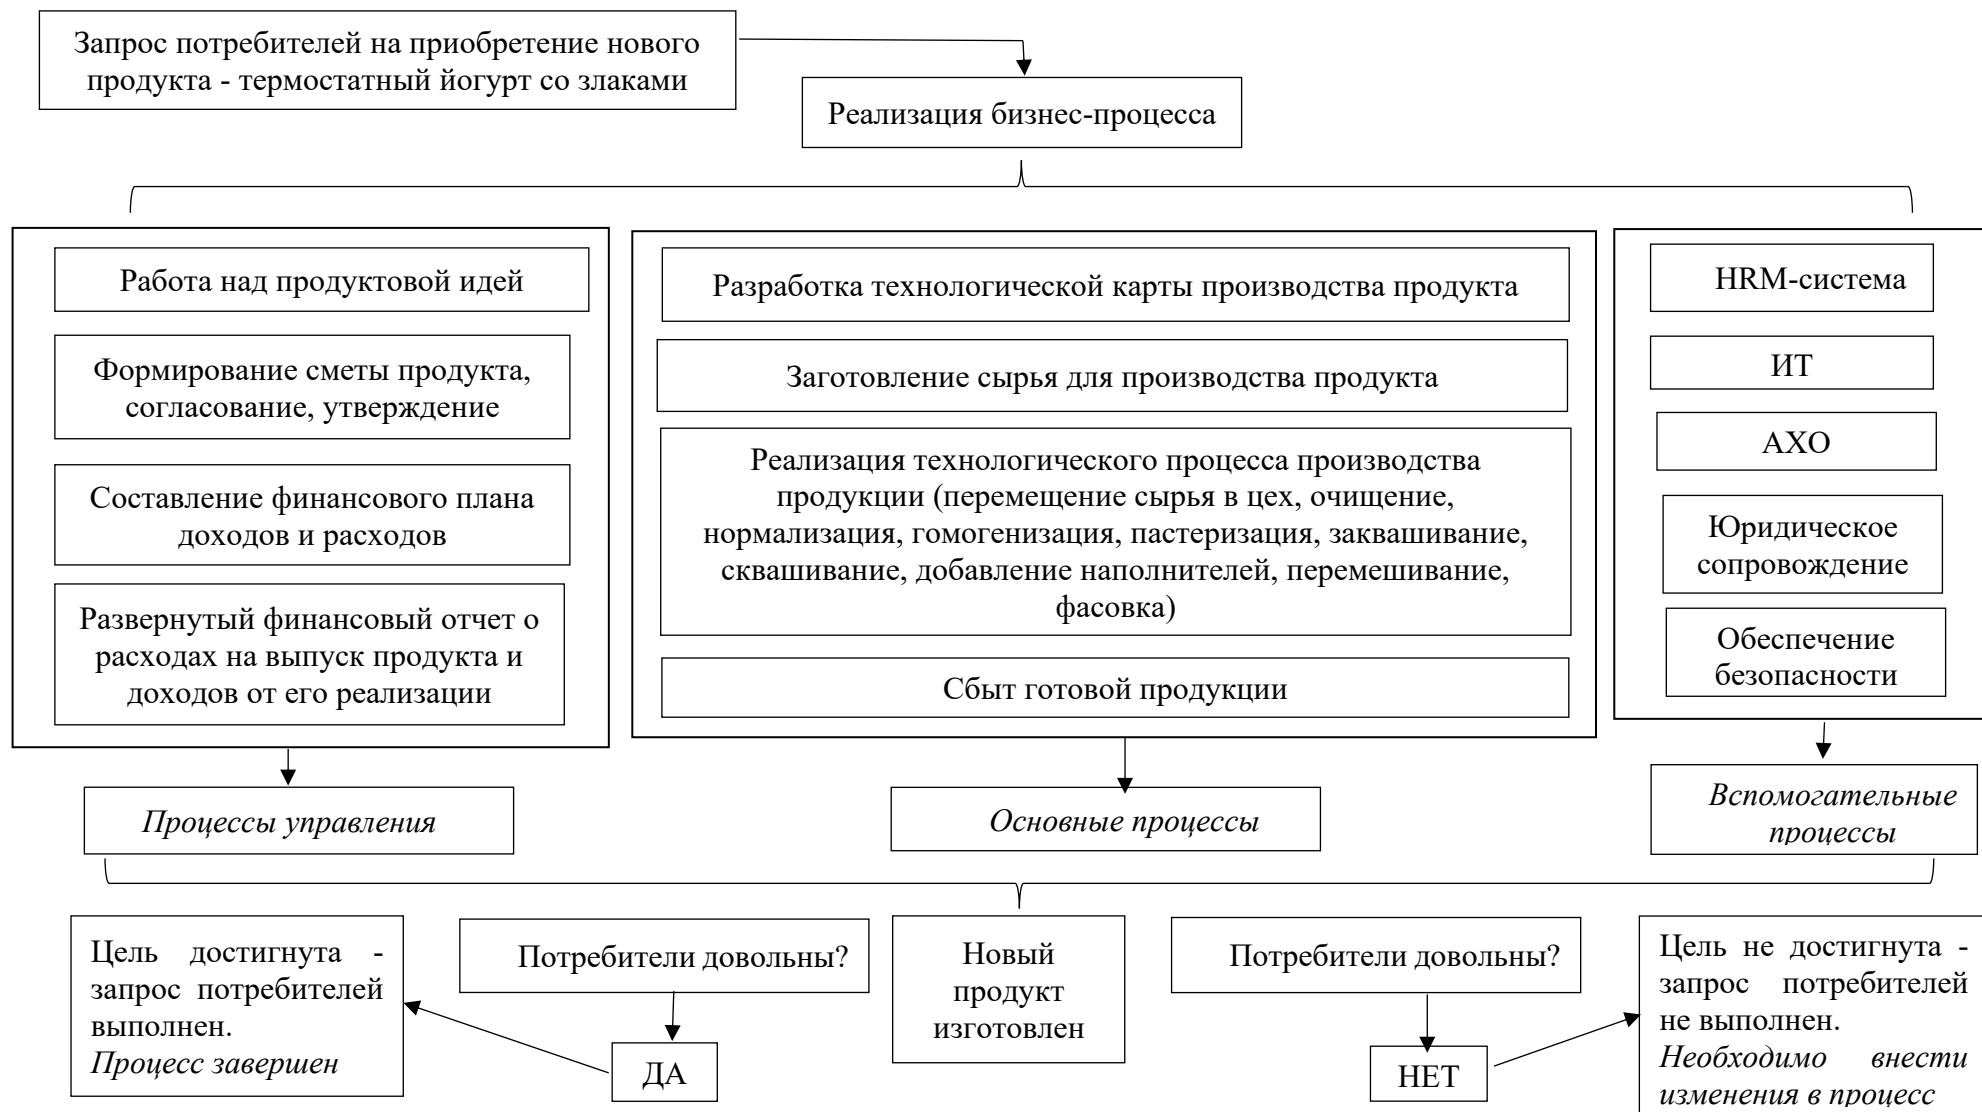 Запрос потребителей на приобретение нового
продукта - термостатный йогурт со злаками
Реализация бизнес-процесса
Работа над продуктовой идей
Формирование сметы продукта,
согласование, утверждение
Составление финансового плана
доходов и расходов
Развернутый финансовый отчет о
расходах на выпуск продукта и
доходов от его реализации
Разработка технологической карты производства продукта
Заготовление сырья для производства продукта
Реализация технологического процесса производства
продукции (перемещение сырья в цех, очищение,
нормализация, гомогенизация, пастеризация, заквашивание,
сквашивание, добавление наполнителей, перемешивание,
фасовка)
Сбыт готовой продукции
HRM-система
ИТ
АХО
Юридическое
сопровождение
Обеспечение
безопасности
Процессы управления
Основные процессы
Вспомогательные
процессы
Цель достигнута -
запрос потребителей
выполнен.
Процесс завершен
Потребители довольны?
ДА
Новый
продукт
изготовлен
Потребители довольны?
НЕТ
Цель не достигнута -
запрос потребителей
не выполнен.
Необходимо внести
изменения в процесс